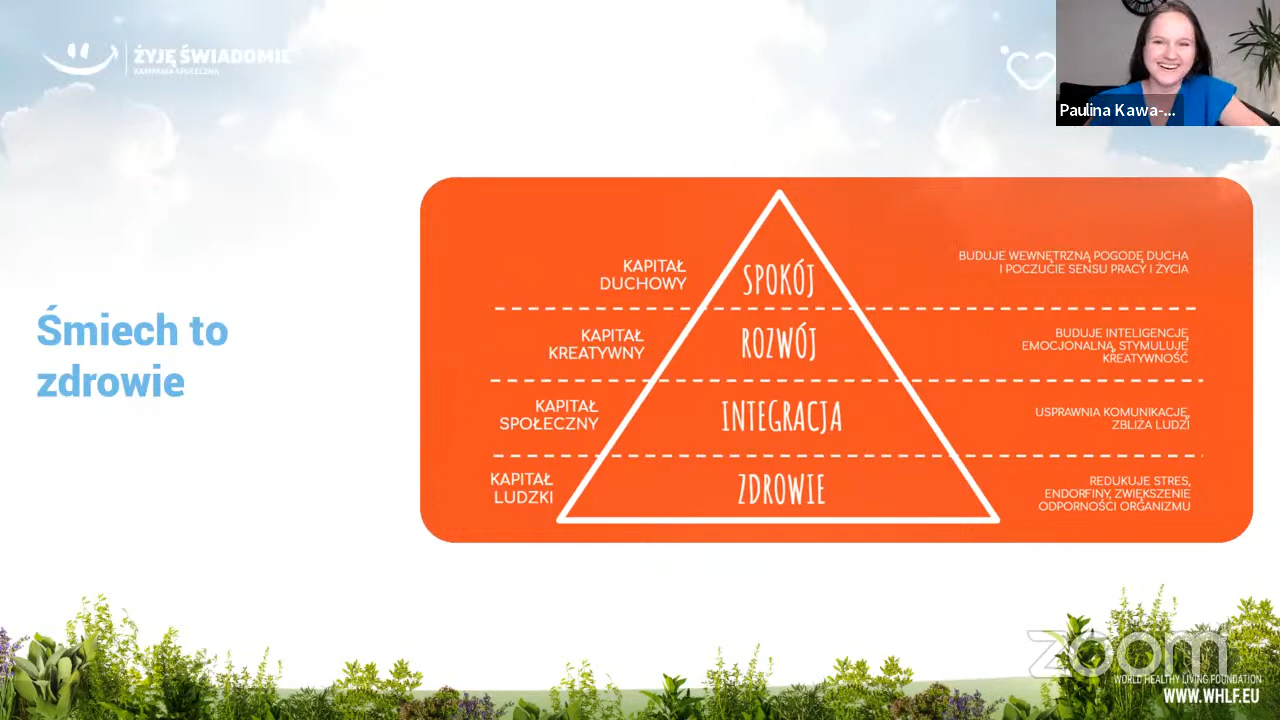 ŻYJĘ ŚWIADOMIE
KAMPANIA SPOŁECZNA
Paulina Kawa-...
Śmiech to
zdrowie
KAPITAŁ
DUCHOWY
SPOKÓJ
BUDUJE WEWNĘTRZNĄ POGODĘ DUCHA
I POCZUCIE SENSU PRACY I ŻYCIA
KAPITAŁ
KREATYWNY
ROZWÓJ
BUDUJE INTELIGENCJĘ
EMOCJONALNĄ, STYMULUJE
KREATYWNOŚĆ
KAPITAŁ
SPOŁECZNY
INTEGRACJA
USPRAWNIA KOMUNIKACJĘ,
ZBLIŻA LUDZI
KAPITAŁ
LUDZKI
ZDROWIE
REDUKUJE STRES,
ENDORFINY, ZWIĘKSZENIE
ODPORNOŚCI ORGANIZMU
zoom
WORLD HEALTHY LIVING FOUNDATION
WWW.WHLF.EU